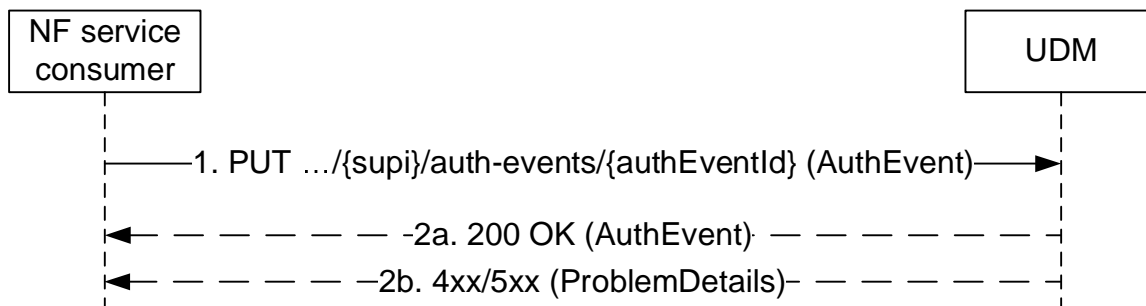 NF service
consumer
UDM
1. PUT …/{supi}/auth-events/{authEventId} (AuthEvent)
2a. 200 OK (AuthEvent)
2b. 4xx/5xx (ProblemDetails)